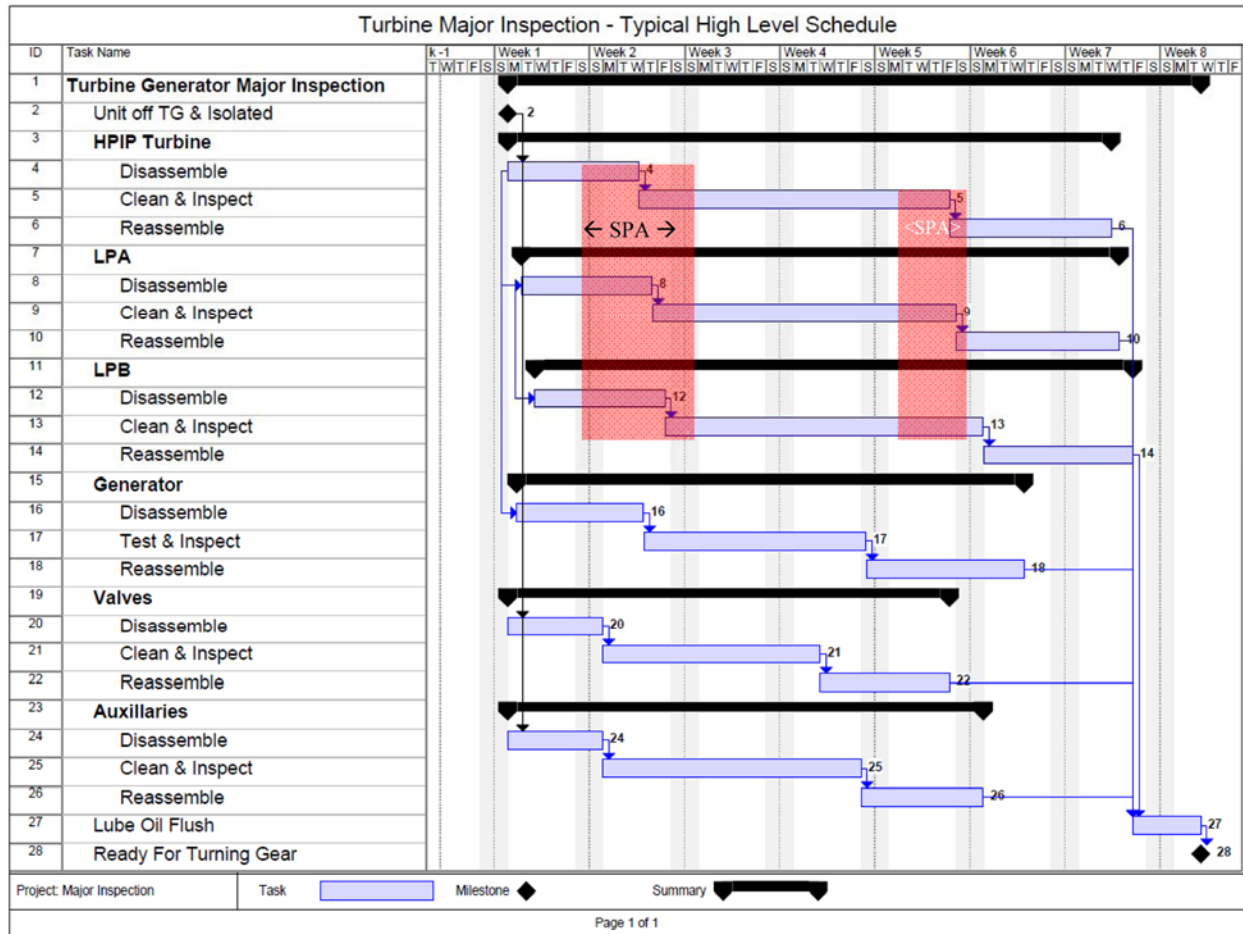 Turbine Major Inspection - Typical High Level Schedule
ID Task Name k -1 Week 1 Week 2 Week 3 Week 4 Week 5 Week 6 Week 7 Week 8
T W T F S S M T W T F S S M T W T F S S M T W T F S S M T W T F S S M T W T F S S M T W T F S S M T W T F S S M T W T F
1 Turbine Generator Major Inspection
2 Unit off TG & Isolated 2
3 HPIP Turbine
4 Disassemble 4
5 Clean & Inspect 5
6 Reassemble ← SPA → <SPA> 6
7 LPA
8 Disassemble 8
9 Clean & Inspect 9
10 Reassemble 10
11 LPB
12 Disassemble 12
13 Clean & Inspect 13
14 Reassemble 14
15 Generator
16 Disassemble 16
17 Test & Inspect 17
18 Reassemble 18
19 Valves
20 Disassemble 20
21 Clean & Inspect 21
22 Reassemble 22
23 Auxillaries
24 Disassemble 24
25 Clean & Inspect 25
26 Reassemble 26
27 Lube Oil Flush 27
28 Ready For Turning Gear 28
Project: Major Inspection Task Milestone Summary
Page 1 of 1